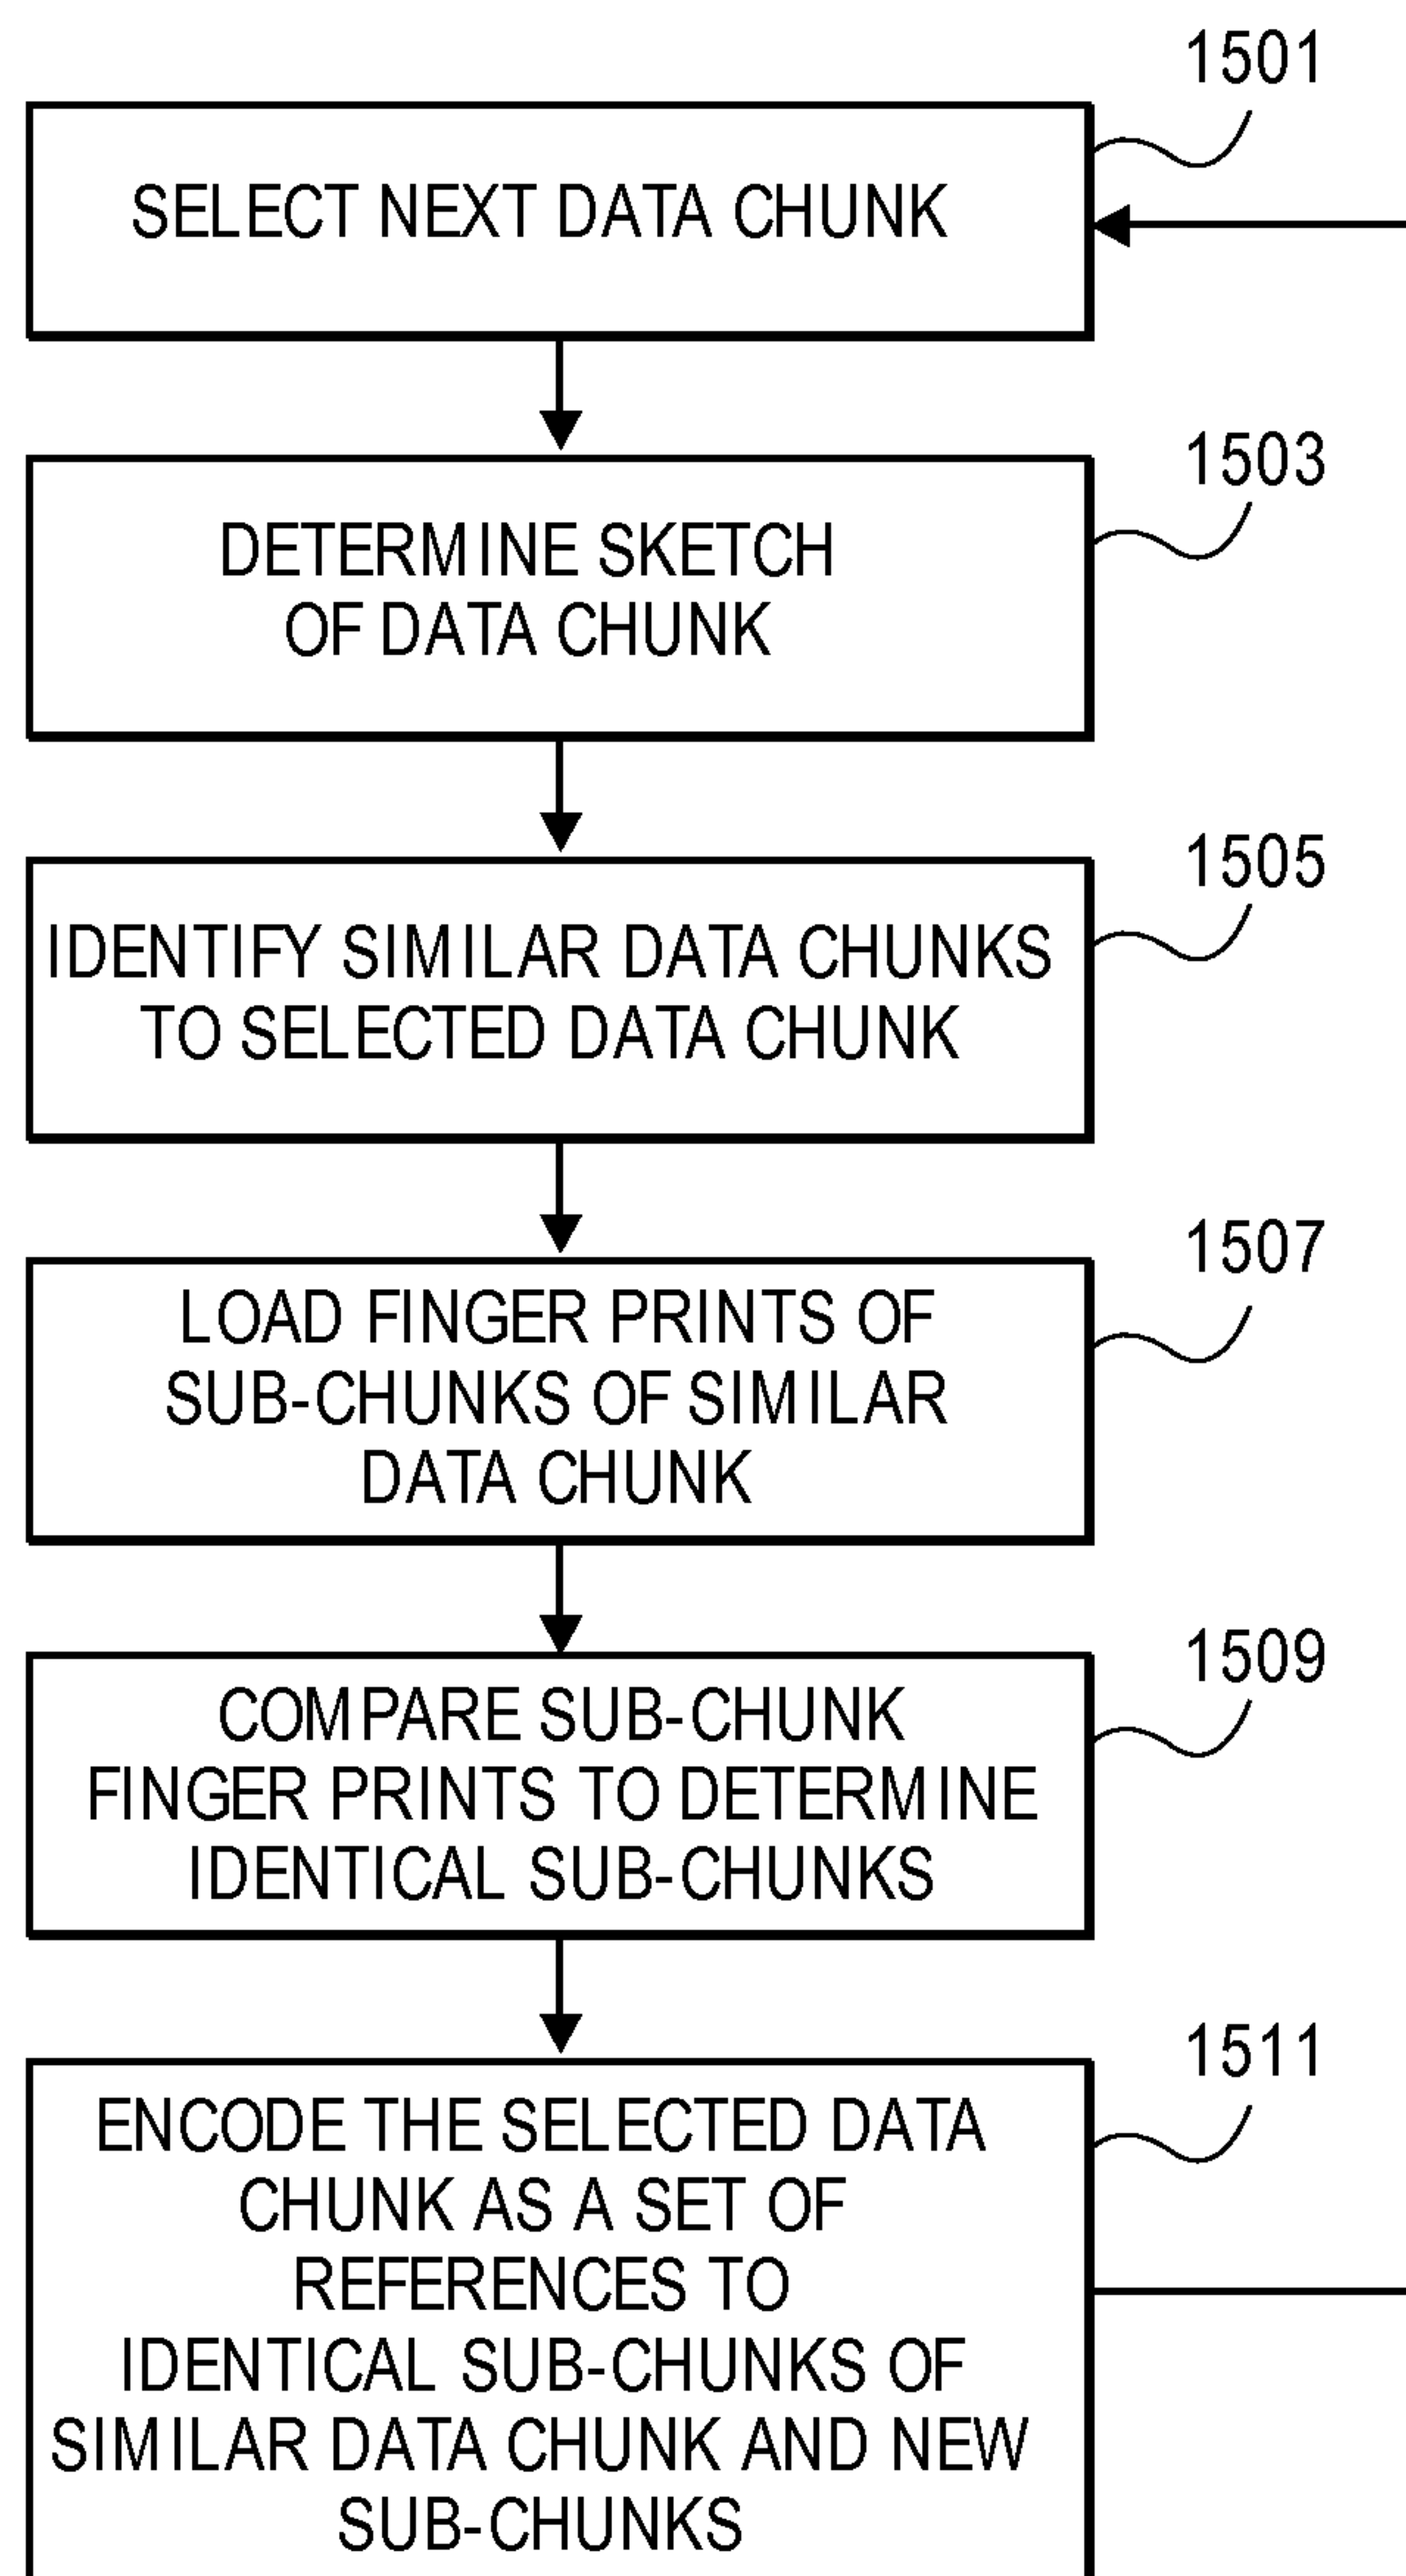 1501
SELECT NEXT DATA CHUNK
1503
DETERMINE SKETCH
OF DATA CHUNK
1505
IDENTIFY SIMILAR DATA CHUNKS
TO SELECTED DATA CHUNK
1507
LOAD FINGER PRINTS OF
SUB-CHUNKS OF SIMILAR
DATA CHUNK
1509
COMPARE SUB-CHUNK
FINGER PRINTS TO DETERMINE
IDENTICAL SUB-CHUNKS
1511
ENCODE THE SELECTED DATA
CHUNK AS A SET OF
REFERENCES TO
IDENTICAL SUB-CHUNKS OF
SIMILAR DATA CHUNK AND NEW
SUB-CHUNKS